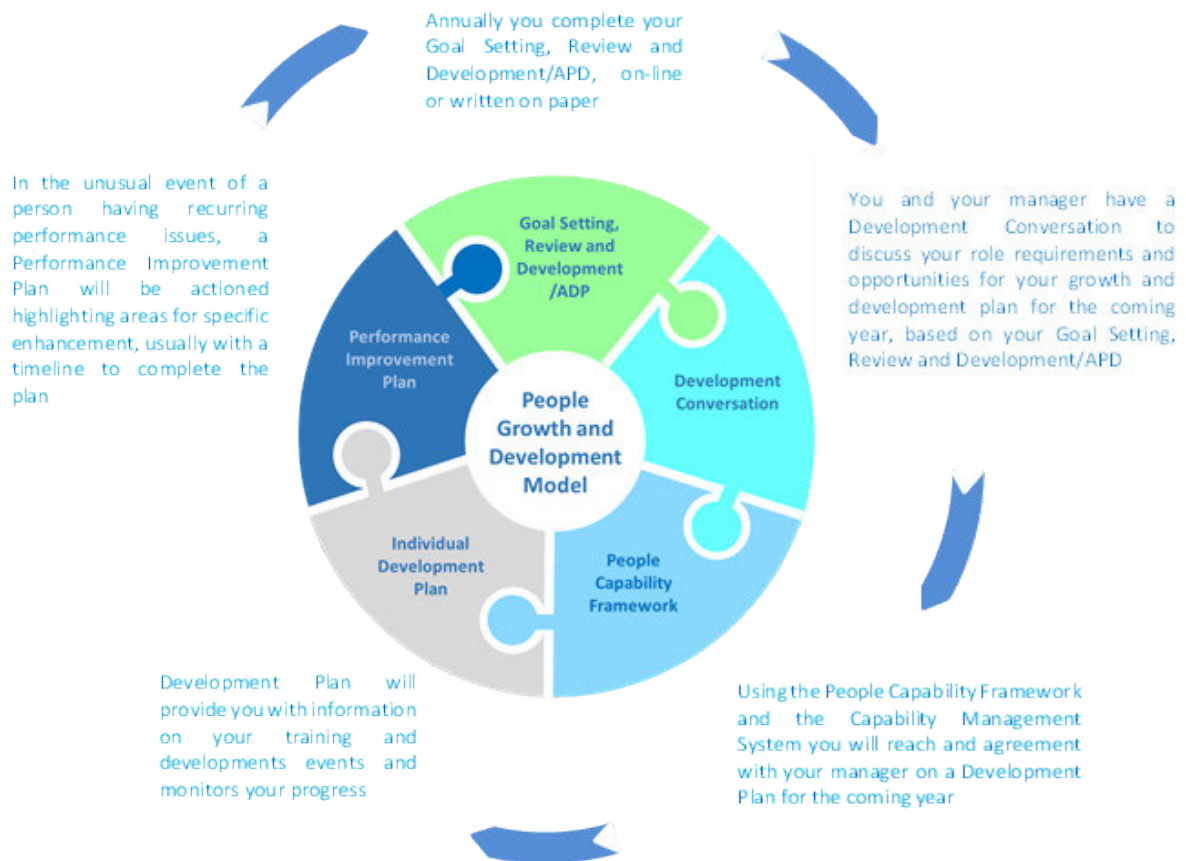 Annually you complete your
Goal Setting, Review and
Development/APD, on-line
or written on paper
You and your manager have a
Development Conversation to
discuss your role requirements and
opportunities for your growth and
development plan for the coming
year, based on your Goal Setting,
Review and Development/APD
Using the People Capability Framework
and the Capability Management
System you will reach and agreement
with your manager on a Development
Plan for the coming year
Development Plan will
provide you with information
on your training and
developments events and
monitors your progress
In the unusual event of a
person having recurring
performance issues, a
Performance Improvement
Plan will be actioned
highlighting areas for specific
enhancement, usually with a
timeline to complete the
plan
Goal Setting,
Review and
Development
/ADP
Development
Conversation
People
Capability
Framework
Individual
Development
Plan
Performance
Improvement
Plan
People
Growth and
Development
Model